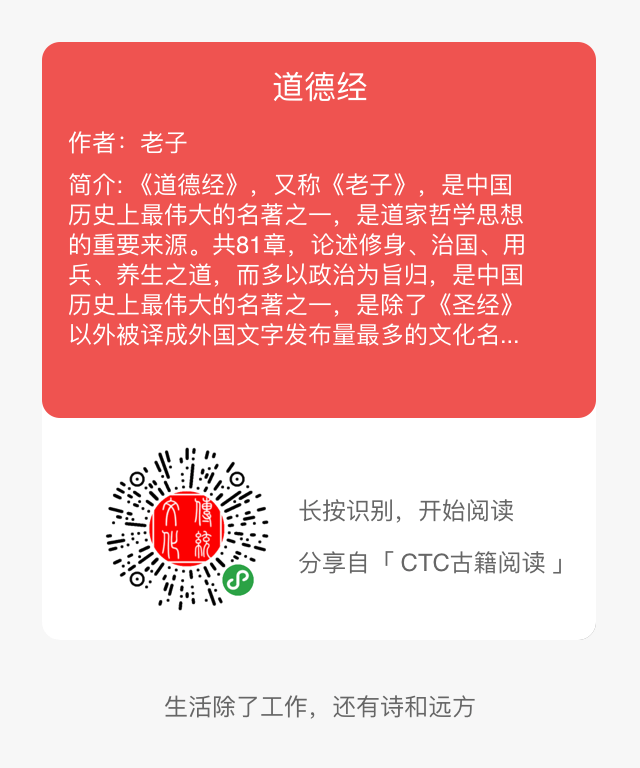 道德经
作者：老子
简介:《道德经》，又称《老子》，是中国
历史上最伟大的名著之一，是道家哲学思想
的重要来源。共81章，论述修身、治国、用
兵、养生之道，而多以政治为旨归，是中国
历史上最伟大的名著之一，是除了《圣经》
以外被译成外国文字发布量最多的文化名...
傳統
文化
长按识别，开始阅读
分享自「 CTC古籍阅读 」
生活除了工作，还有诗和远方